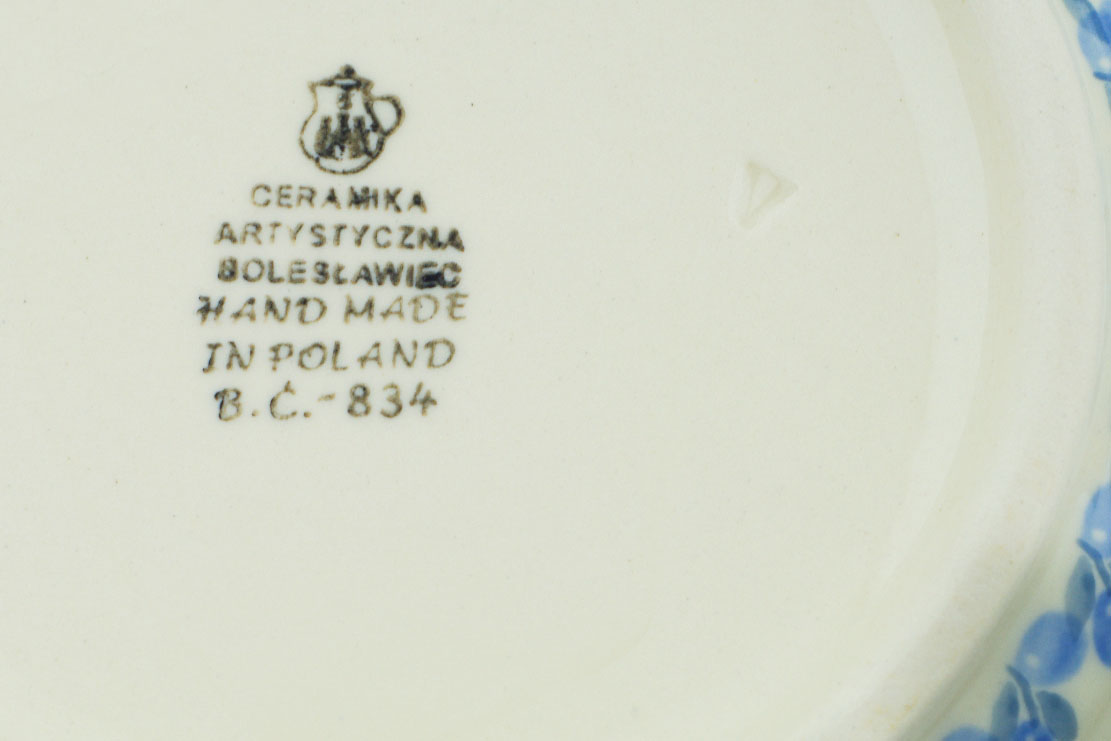 CERAMIKA
ARTYSTYCZNA
BOLESŁAWIEC
HAND MADE
IN POLAND
B.Ć.-834